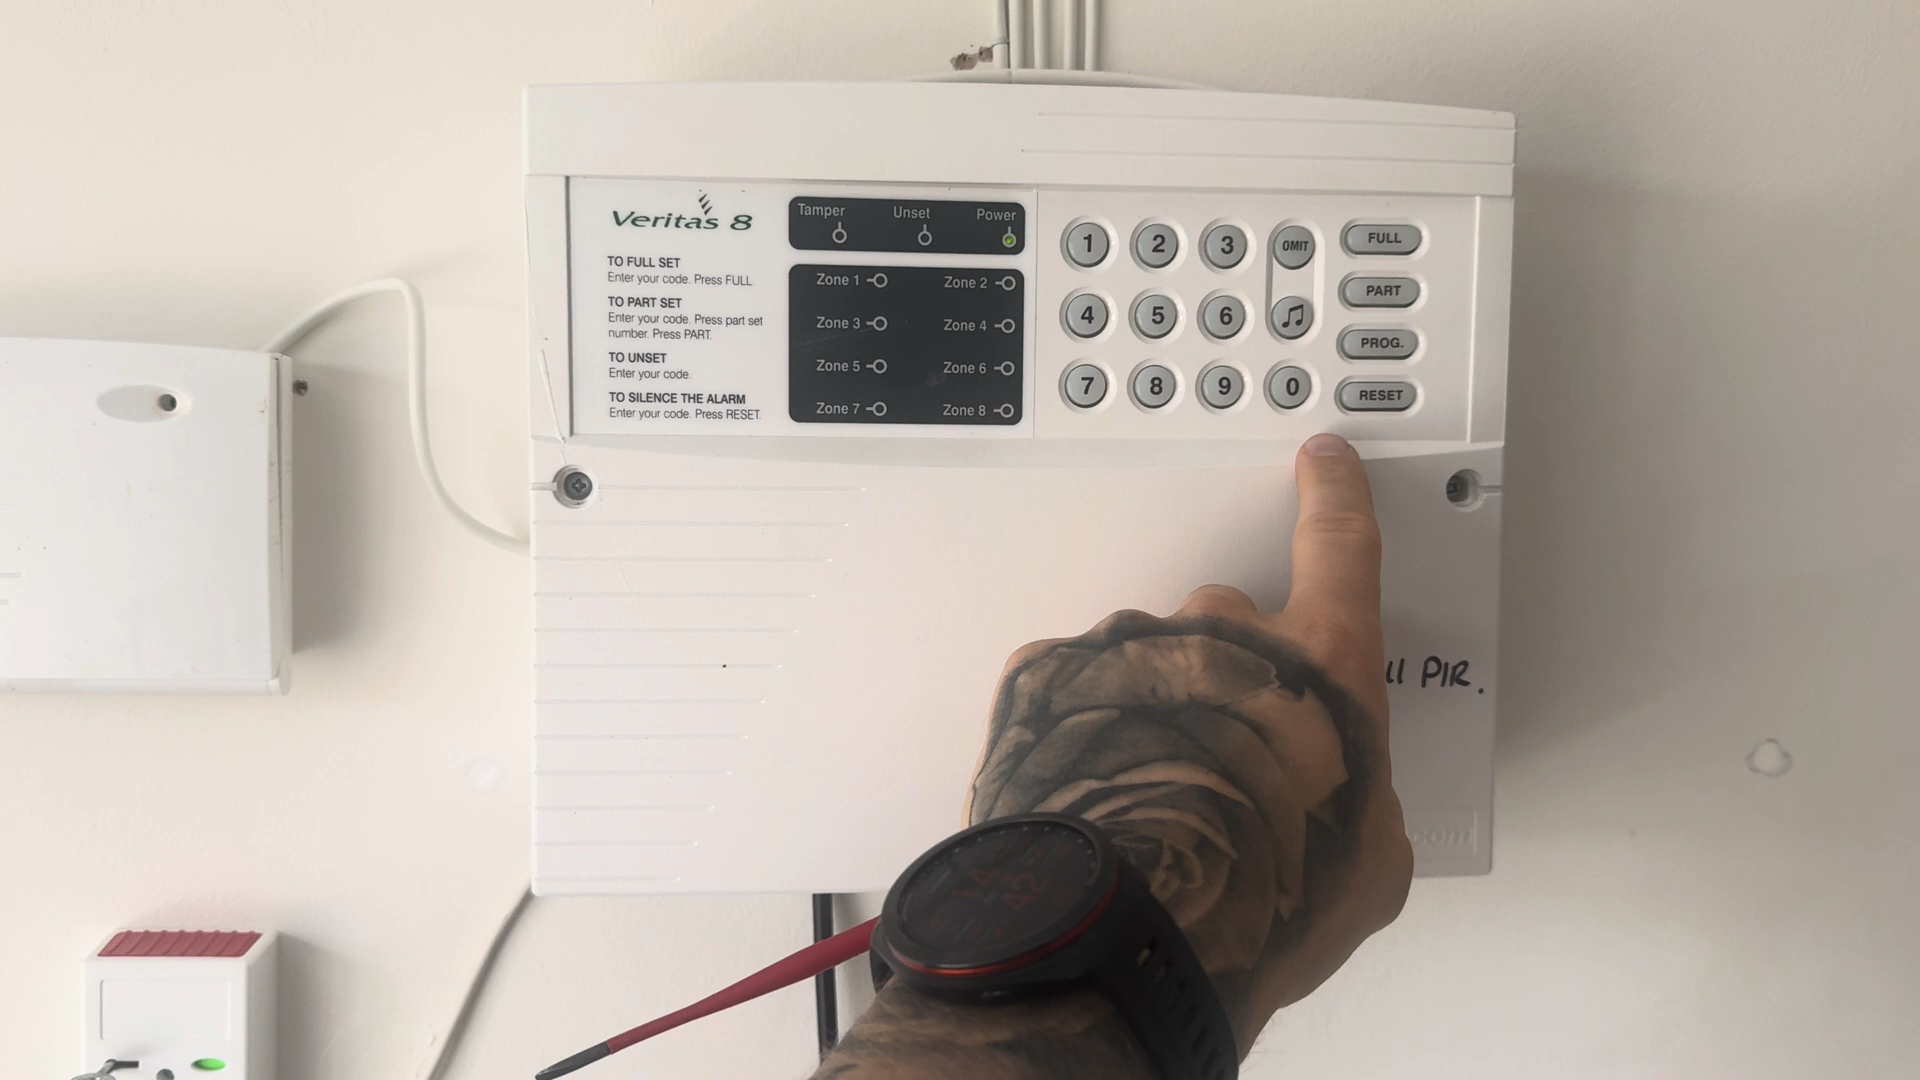 Veritas 8
TO FULL SET
Enter your code. Press FULL.
TO PART SET
Enter your code. Press part set
number. Press PART.
TO UNSET
Enter your code.
TO SILENCE THE ALARM
Enter your code. Press RESET.
Tamper Unset Power
Zone 1 Zone 2
Zone 3 Zone 4
Zone 5 Zone 6
Zone 7 Zone 8
1 2 3 OMIT FULL
4 5 6 PART
PROG.
7 8 9 0 RESET
PIR.
.com